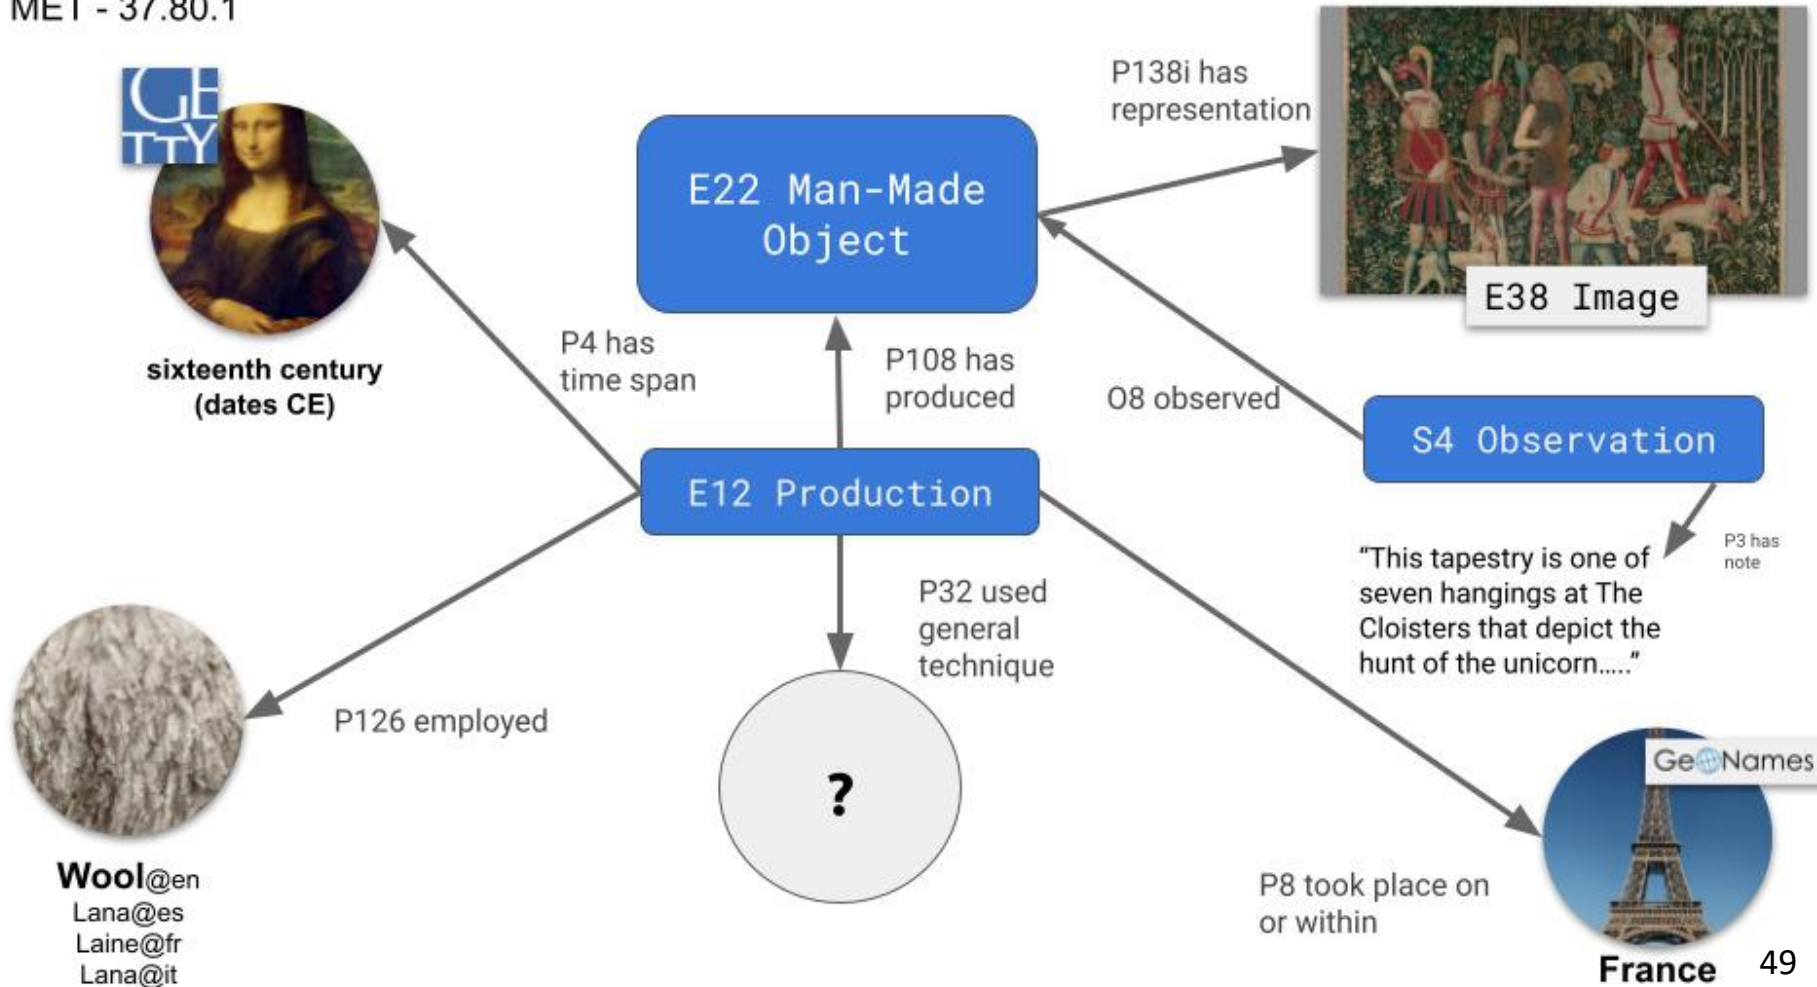 MET - 37.80.1
GE
TTY
sixteenth century
(dates CE)
P4 has
time span
E22 Man-Made
Object
P108 has
produced
E12 Production
P138i has
representation
E38 Image
O8 observed
S4 Observation
P3 has
note
"This tapestry is one of
seven hangings at The
Cloisters that depict the
hunt of the unicorn....."
P126 employed
P32 used
general
technique
?
Wool@en
Lana@es
Laine@fr
Lana@it
P8 took place on
or within
GeoNames
France
49